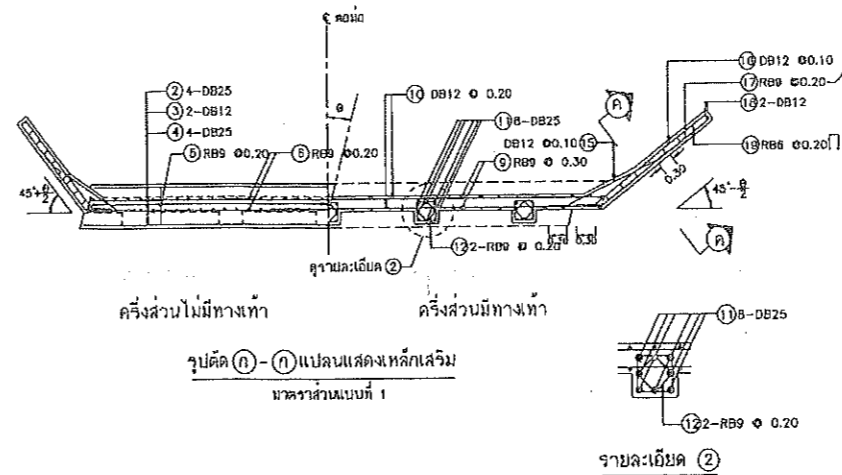 ℄ ตอม่อ
② 4-DB25
③ 2-DB12
④ 4-DB25
⑤ RB9 @0.20
⑥ RB9 @0.20
θ
⑩ DB12 @ 0.20
⑪ 8-DB25
DB12 @0.10 ⑮
⑨ RB9 @ 0.30
ค
⑯ DB12 @0.10
⑰ RB9 @0.20
⑱ 2-DB12
⑲ RB6 @0.20
0.30
45°+θ/2
45°-θ/2
ค
⑫ 2-RB9 @ 0.20
0.30
ดูรายละเอียด ②
ครึ่งส่วนไม่มีทางเท้า
ครึ่งส่วนมีทางเท้า
รูปตัด ก - ก แปลนแสดงเหล็กเสริม
มาตราส่วนแบบที่ 1
⑪ 8-DB25
⑫ 2-RB9 @ 0.20
รายละเอียด ②